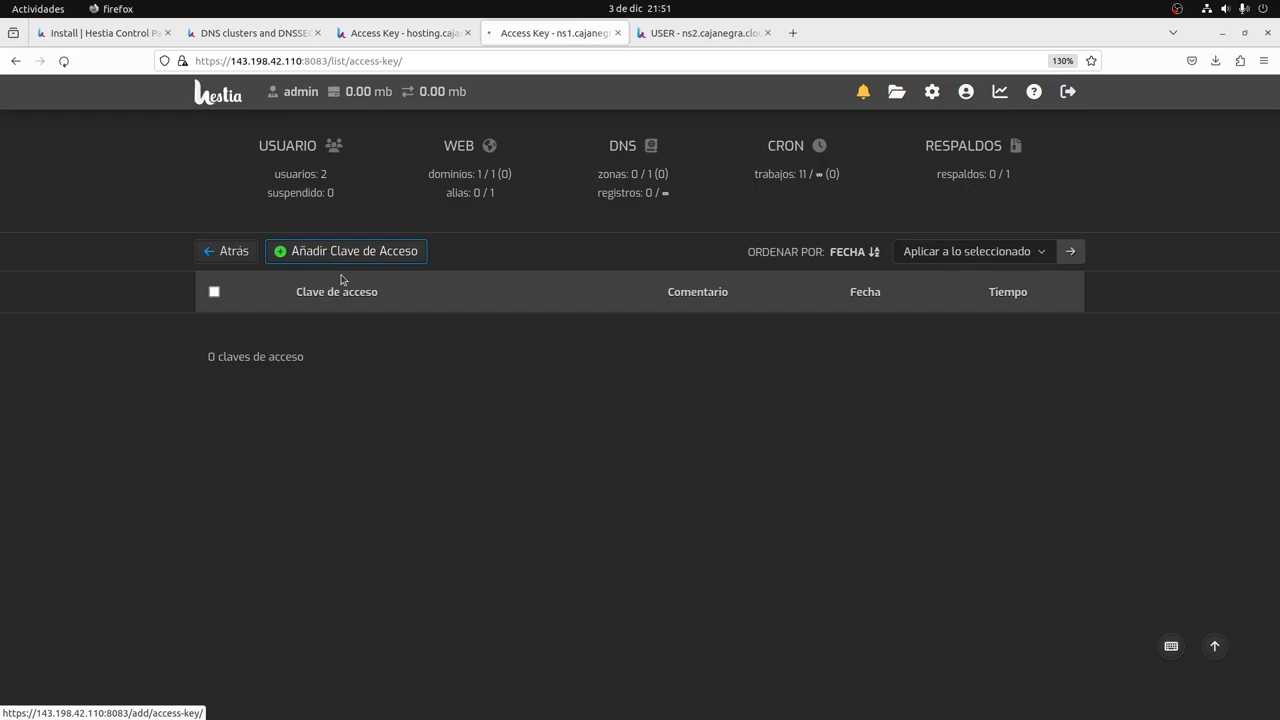 Actividades firefox 3 de dic 21:51
Install | Hestia Control Pa DNS clusters and DNSSEC Access Key - hosting.caja Access Key - ns1.cajanegr USER - ns2.cajanegra.clo
https://143.198.42.110:8083/list/access-key/ 130%
Hestia admin 0.00 mb 0.00 mb
USUARIO WEB DNS CRON RESPALDOS
usuarios: 2 dominios: 1 / 1 (0) zonas: 0 / 1 (0) trabajos: 11 / ∞ (0) respaldos: 0 / 1
suspendido: 0 alias: 0 / 1 registros: 0 / ∞
Atrás Añadir Clave de Acceso ORDENAR POR: FECHA Aplicar a lo seleccionado
Clave de acceso Comentario Fecha Tiempo
0 claves de acceso
https://143.198.42.110:8083/add/access-key/